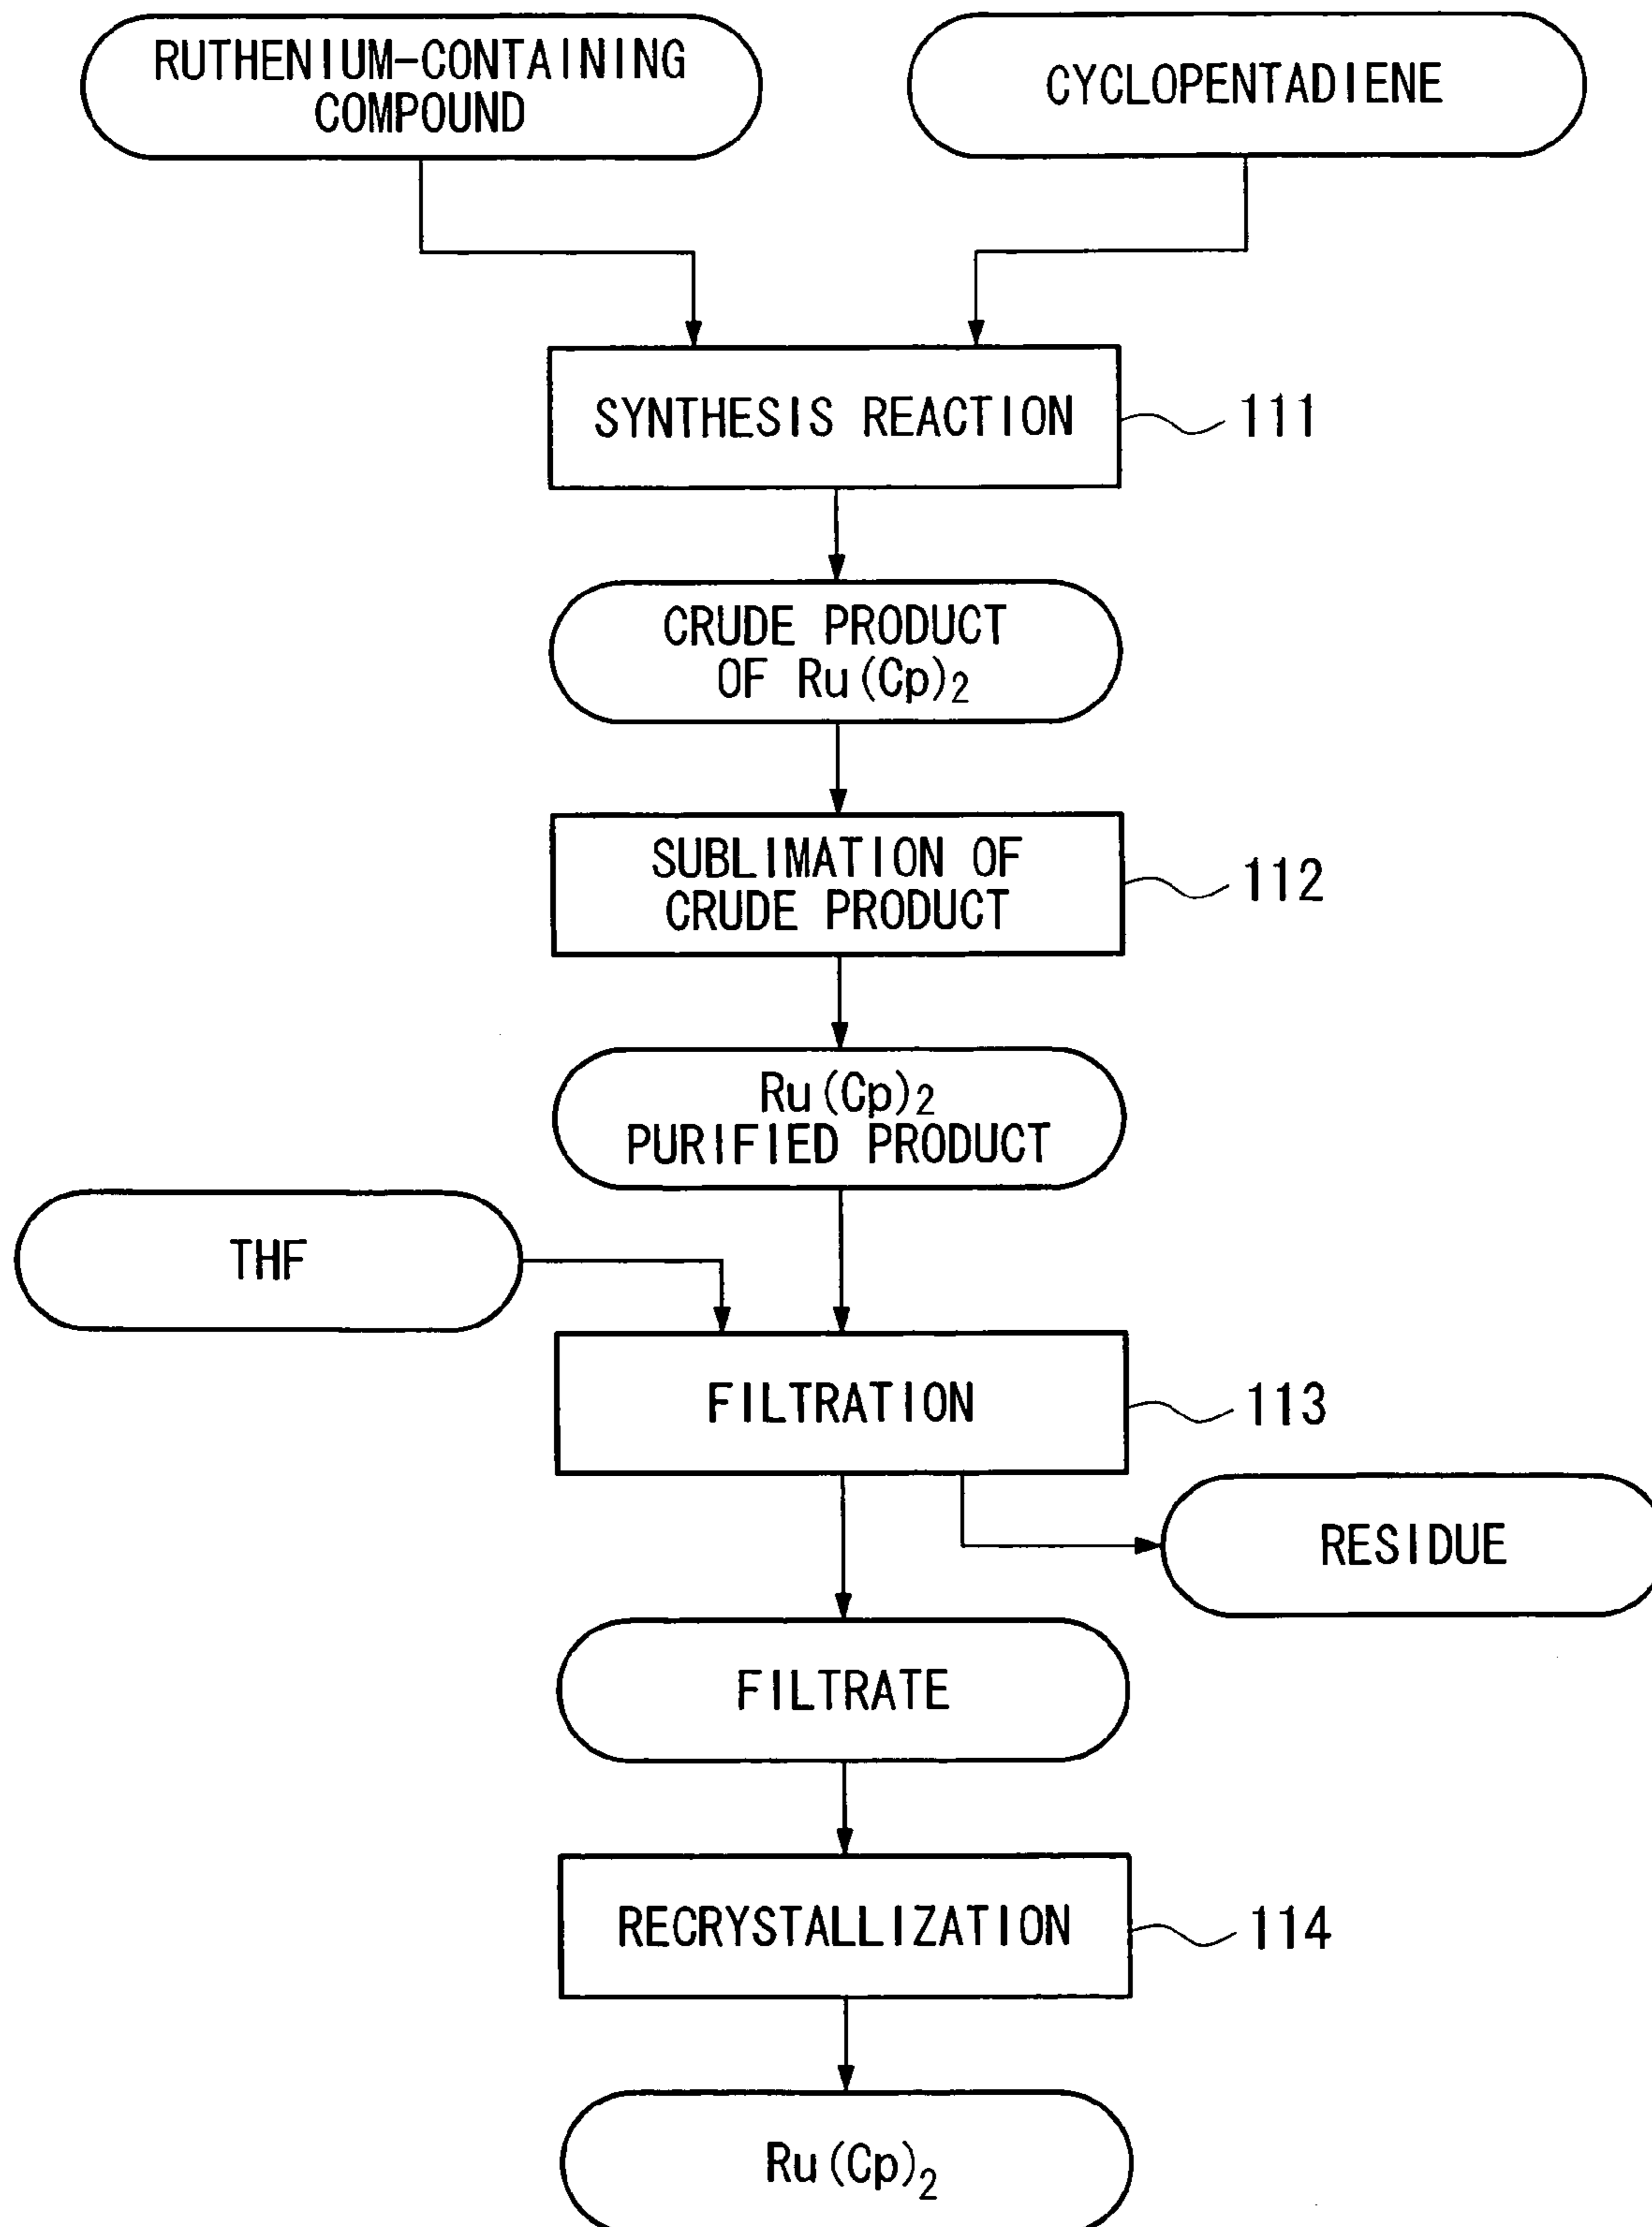 RUTHENIUM-CONTAINING
COMPOUND
CYCLOPENTADIENE
SYNTHESIS REACTION
111
CRUDE PRODUCT
OF Ru(Cp)₂
SUBLIMATION OF
CRUDE PRODUCT
112
Ru(Cp)₂
PURIFIED PRODUCT
THF
FILTRATION
113
RESIDUE
FILTRATE
RECRYSTALLIZATION
114
Ru(Cp)₂